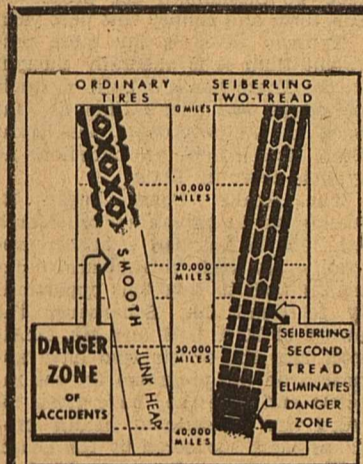 ORDINARY
TIRES
SEIBERLING
TWO-TREAD
0 MILES
10,000
MILES
20,000
MILES
30,000
MILES
40,000
MILES
SMOOTH
JUNK HEAP
DANGER
ZONE
OF
ACCIDENTS
SEIBERLING
SECOND
TREAD
ELIMINATES
DANGER
ZONE